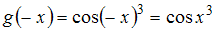 g(−x) = cos(−x)³ = cos x³